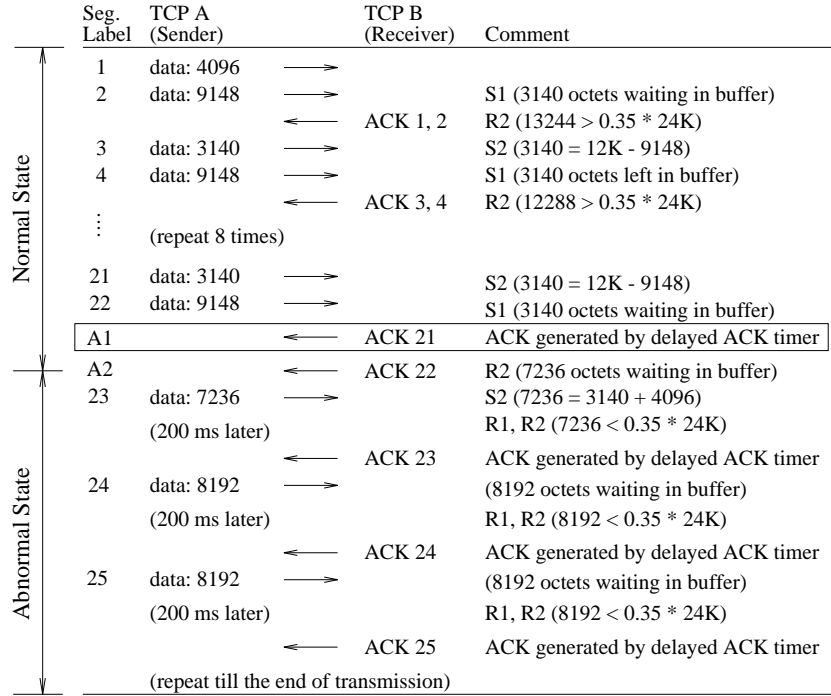 Seg. TCP A TCP B
Label (Sender) (Receiver) Comment
Normal State
1 data: 4096
2 data: 9148 S1 (3140 octets waiting in buffer)
ACK 1, 2 R2 (13244 > 0.35 * 24K)
3 data: 3140 S2 (3140 = 12K - 9148)
4 data: 9148 S1 (3140 octets left in buffer)
ACK 3, 4 R2 (12288 > 0.35 * 24K)
(repeat 8 times)
21 data: 3140 S2 (3140 = 12K - 9148)
22 data: 9148 S1 (3140 octets waiting in buffer)
A1 ACK 21 ACK generated by delayed ACK timer
A2 ACK 22 R2 (7236 octets waiting in buffer)
Abnormal State
23 data: 7236 S2 (7236 = 3140 + 4096)
(200 ms later) R1, R2 (7236 < 0.35 * 24K)
ACK 23 ACK generated by delayed ACK timer
24 data: 8192 (8192 octets waiting in buffer)
(200 ms later) R1, R2 (8192 < 0.35 * 24K)
ACK 24 ACK generated by delayed ACK timer
25 data: 8192 (8192 octets waiting in buffer)
(200 ms later) R1, R2 (8192 < 0.35 * 24K)
ACK 25 ACK generated by delayed ACK timer
(repeat till the end of transmission)